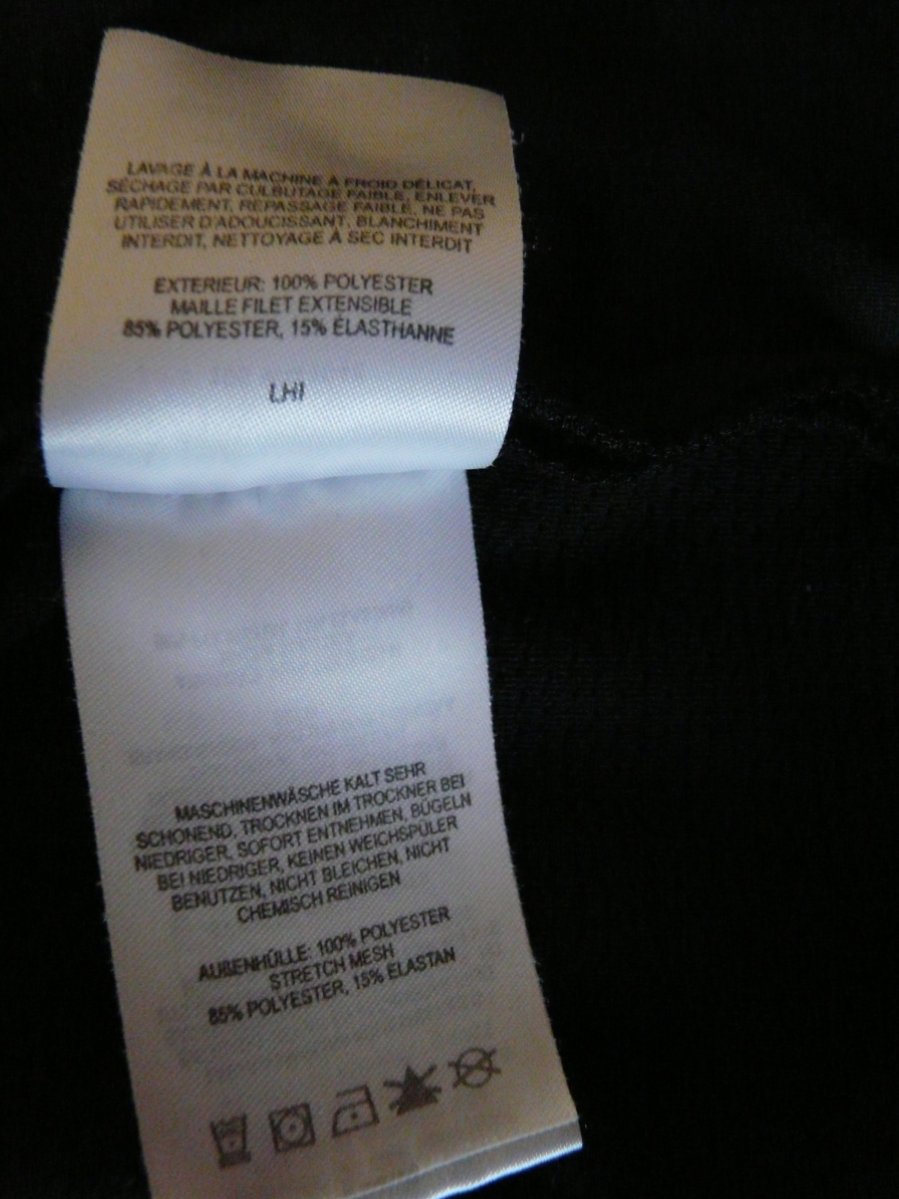 LAVAGE À LA MACHINE A FROID DÉLICAT,
SÉCHAGE PAR CULBUTAGE FAIBLE, ENLEVER
RAPIDEMENT, REPASSAGE FAIBLE, NE PAS
UTILISER D'ADOUCISSANT, BLANCHIMENT
INTERDIT, NETTOYAGE À SEC INTERDIT
EXTERIEUR: 100% POLYESTER
MAILLE FILET EXTENSIBLE
85% POLYESTER, 15% ÉLASTHANNE
LHI
MASCHINENWÄSCHE KALT SEHR
SCHONEND, TROCKNEN IM TROCKNER BEI
NIEDRIGER, SOFORT ENTNEHMEN, BÜGELN
BEI NIEDRIGER, KEINEN WEICHSPÜLER
BENUTZEN, NICHT BLEICHEN, NICHT
CHEMISCH REINIGEN
AUßENHÜLLE: 100% POLYESTER
STRETCH MESH
85% POLYESTER, 15% ELASTAN